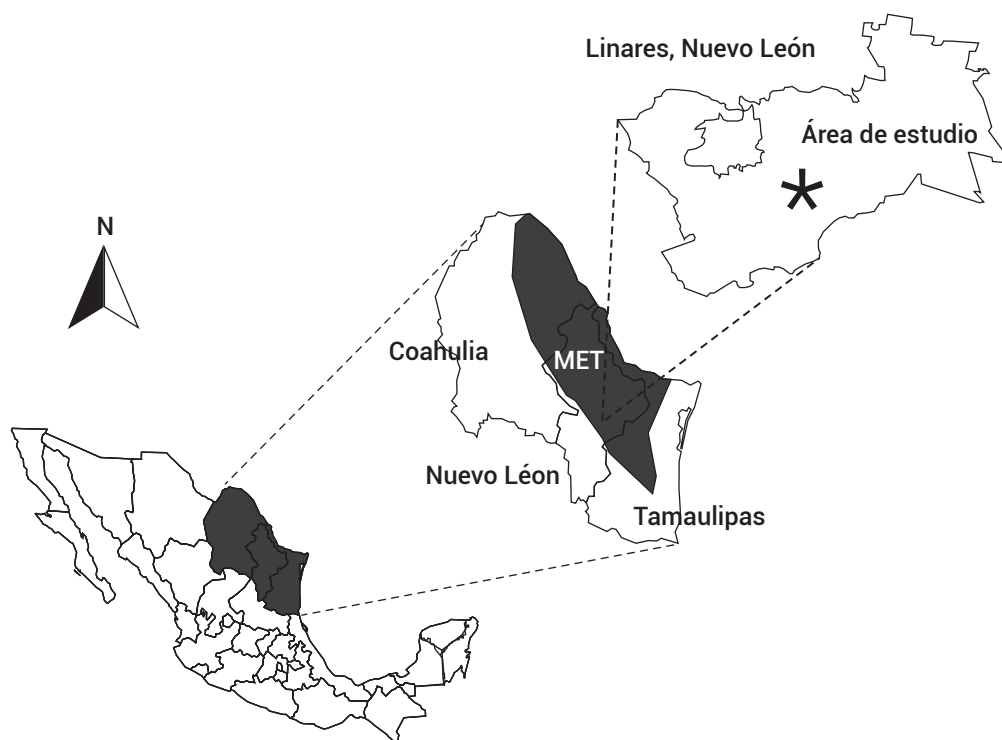 Linares, Nuevo León
Área de estudio
N
Coahulia
MET
Nuevo Léon
Tamaulipas